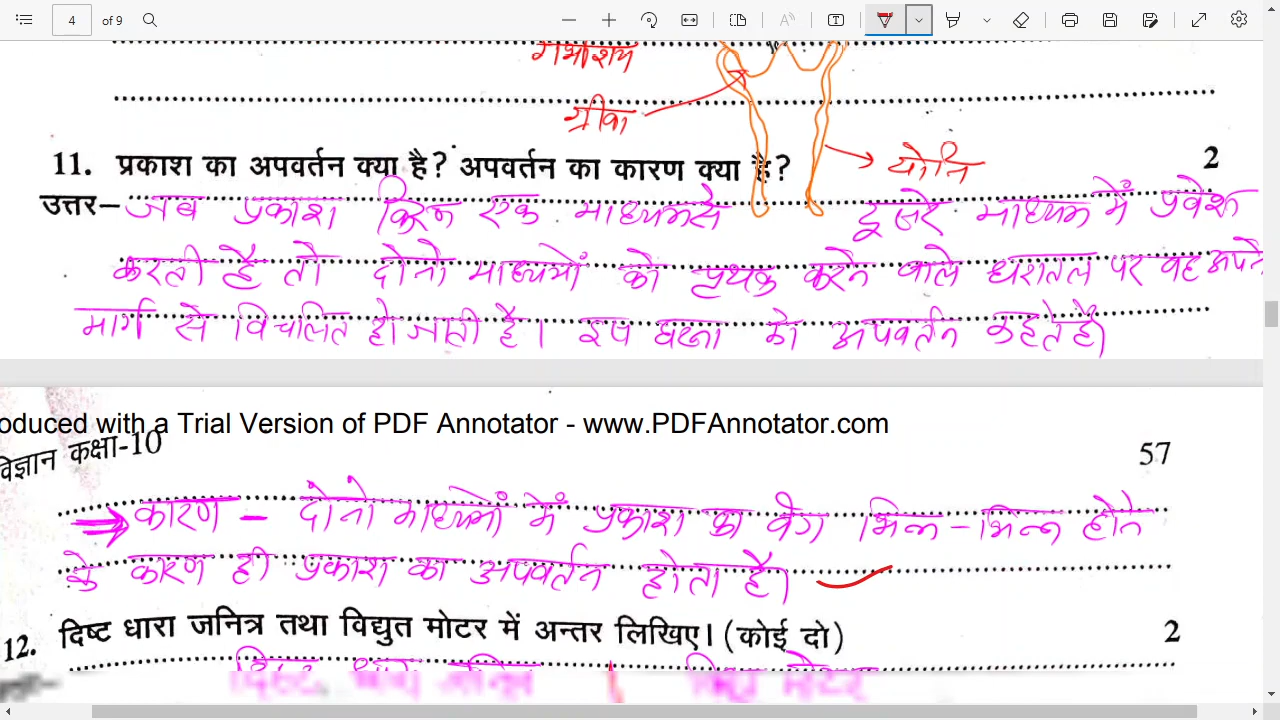 4 of 9
गर्भाशय
ग्रीवा
योनि
11. प्रकाश का अपवर्तन क्या है? अपवर्तन का कारण क्या है? 2
उत्तर– जब प्रकाश किरण एक माध्यम से दूसरे माध्यम में प्रवेश
करती है तो दोनो माध्यमों को पृथक करने वाले धरातल पर वह अपने
मार्ग से विचलित हो जाती है। इस घटना को अपवर्तन कहते है।
oduced with a Trial Version of PDF Annotator - www.PDFAnnotator.com
विज्ञान कक्षा-10 57
→ कारण – दोनो माध्यमों में प्रकाश का वेग भिन्न-भिन्न होने
के कारण ही प्रकाश का अपवर्तन होता है।
12. दिष्ट धारा जनित्र तथा विद्युत मोटर में अन्तर लिखिए। (कोई दो) 2